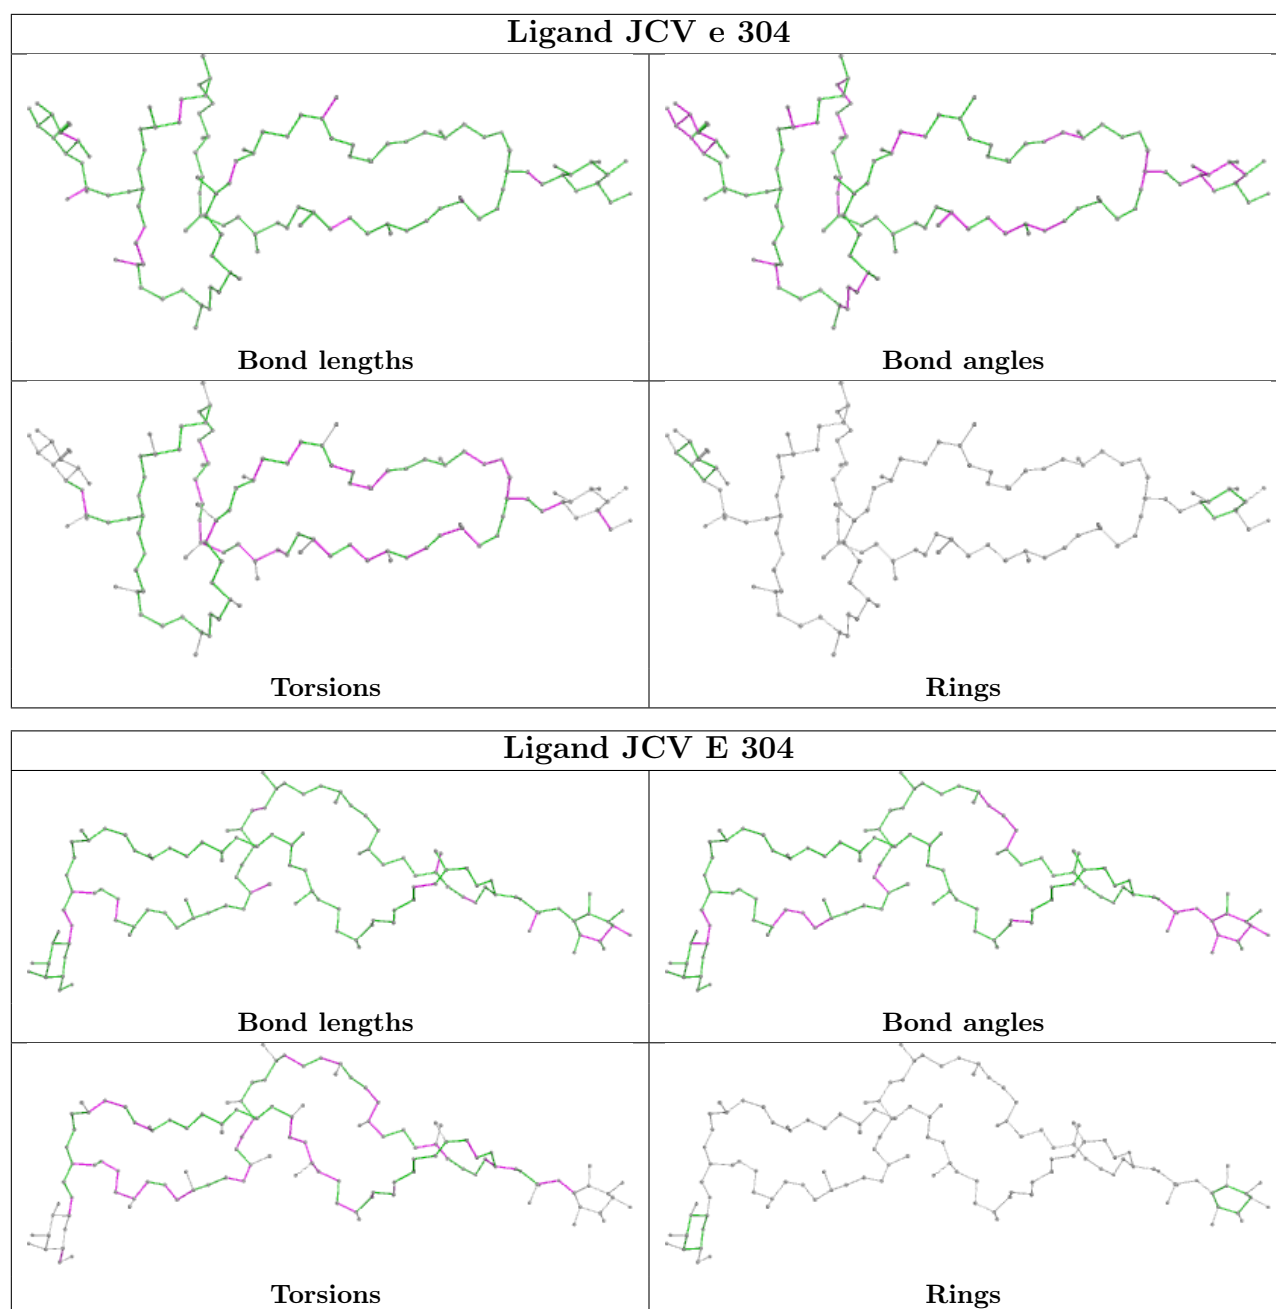 Ligand JCV e 304
Bond lengths
Bond angles
Torsions
Rings
Ligand JCV E 304
Bond lengths
Bond angles
Torsions
Rings